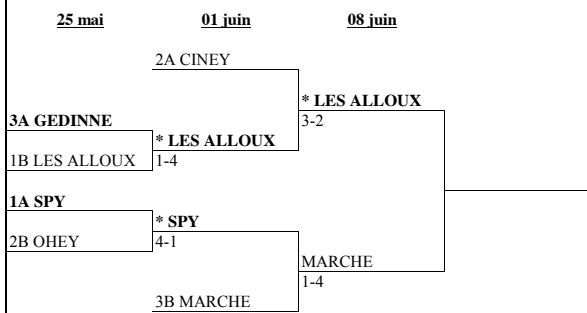 25 mai 01 juin 08 juin
2A CINEY
* LES ALLOUX
3-2
3A GEDINNE
* LES ALLOUX
1-4
1B LES ALLOUX
1A SPY
* SPY
4-1
2B OHEY
MARCHE
1-4
3B MARCHE